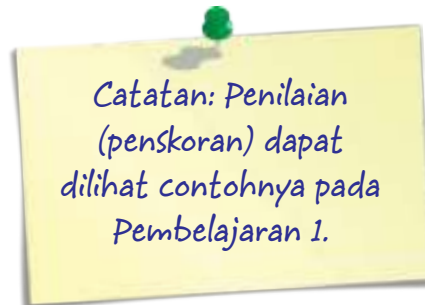 Catatan: Penilaian
(penskoran) dapat
dilihat contohnya pada
Pembelajaran 1.